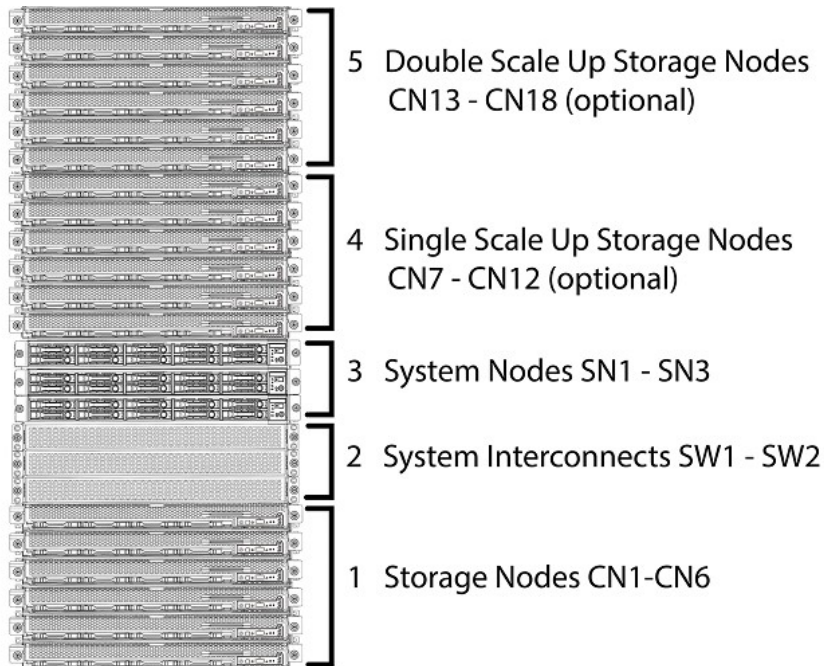 5 Double Scale Up Storage Nodes
CN13 - CN18 (optional)
4 Single Scale Up Storage Nodes
CN7 - CN12 (optional)
3 System Nodes SN1 - SN3
2 System Interconnects SW1 - SW2
1 Storage Nodes CN1-CN6